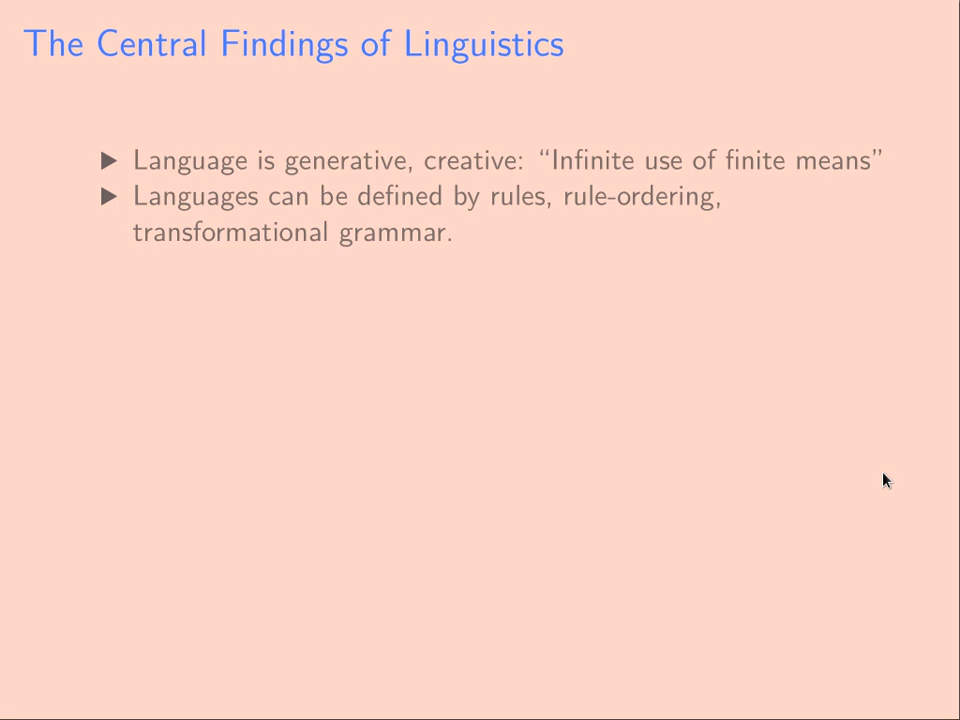 The Central Findings of Linguistics
▶ Language is generative, creative: “Infinite use of finite means”
▶ Languages can be defined by rules, rule-ordering,
transformational grammar.